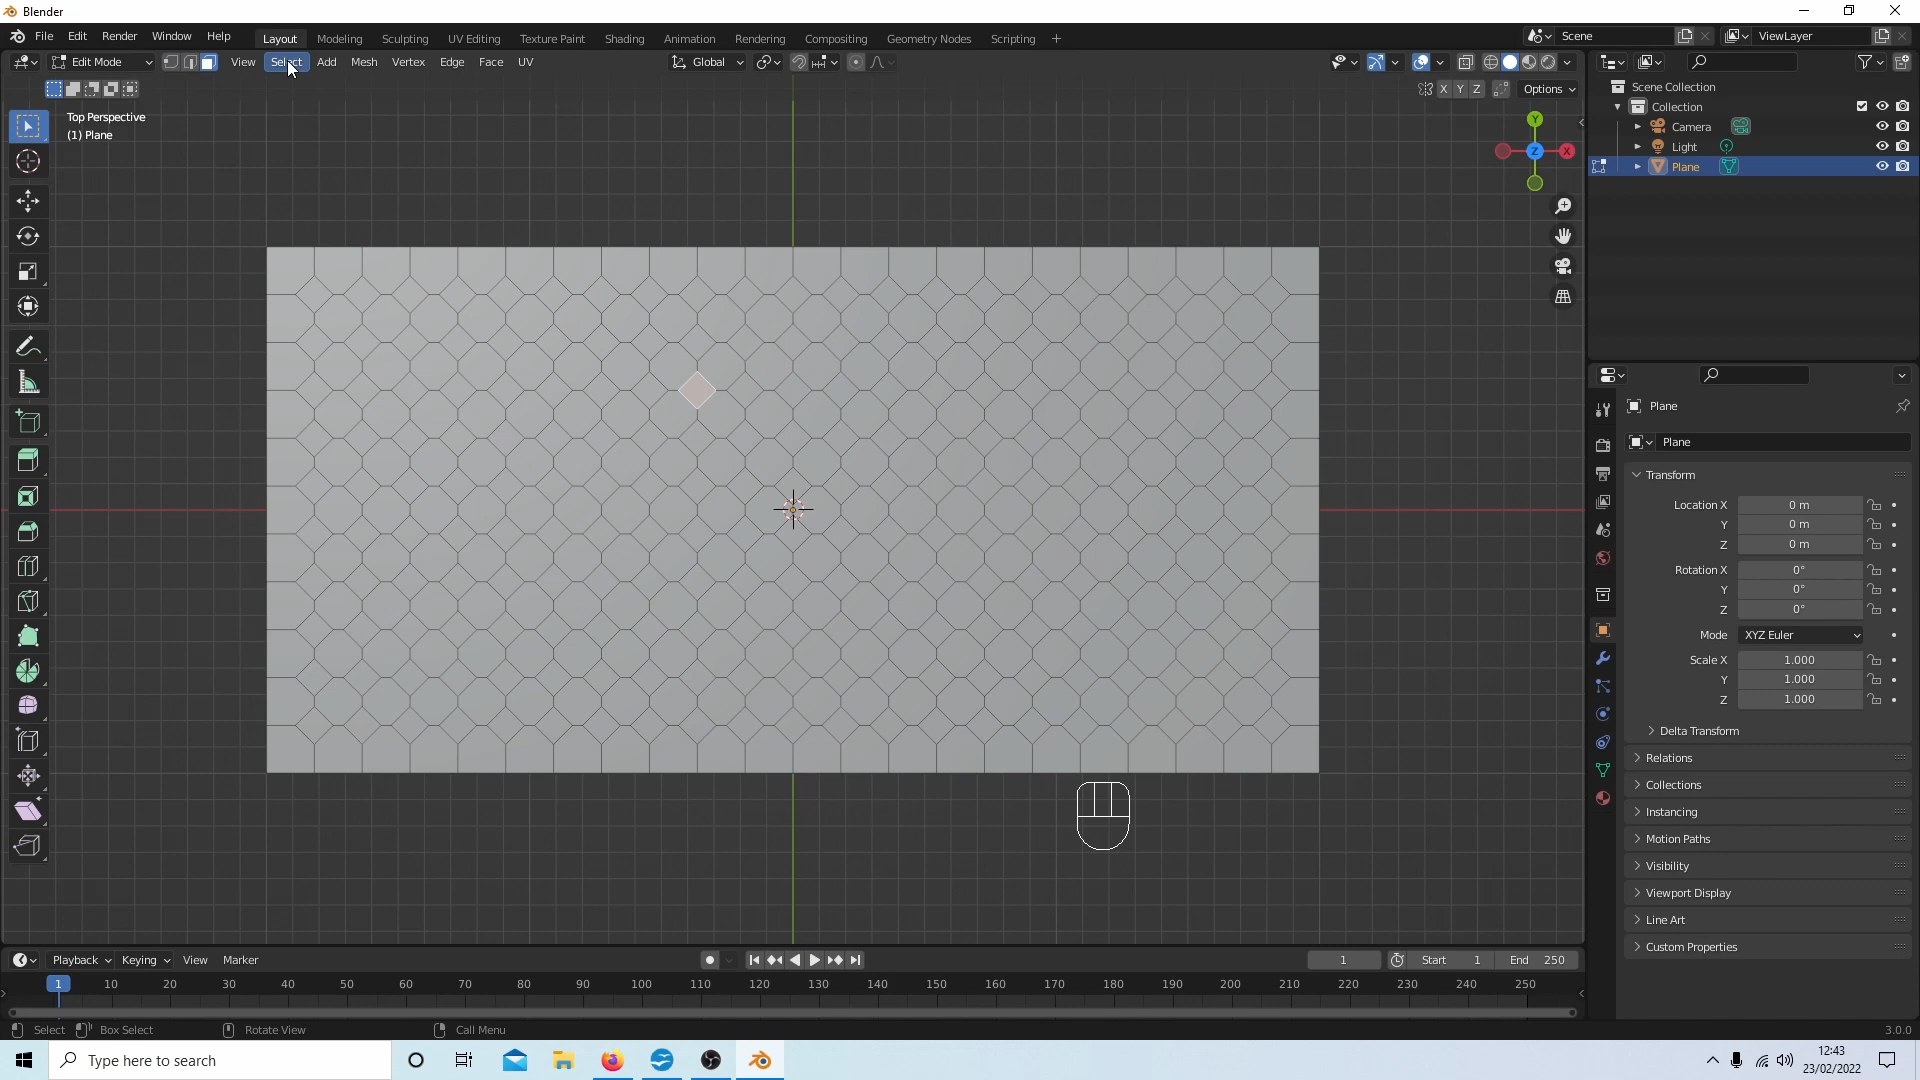 Blender
File Edit Render Window Help Layout Modeling Sculpting UV Editing Texture Paint Shading Animation Rendering Compositing Geometry Nodes Scripting + Scene ViewLayer
Edit Mode View Select Add Mesh Vertex Edge Face UV Global
X Y Z Options
Top Perspective
(1) Plane
Y
Z
X
Scene Collection
Collection
Camera
Light
Plane
Plane
Plane
Transform
Location X 0 m
Y 0 m
Z 0 m
Rotation X 0°
Y 0°
Z 0°
Mode XYZ Euler
Scale X 1.000
Y 1.000
Z 1.000
Delta Transform
Relations
Collections
Instancing
Motion Paths
Visibility
Viewport Display
Line Art
Custom Properties
Playback Keying View Marker 1 Start 1 End 250
1 10 20 30 40 50 60 70 80 90 100 110 120 130 140 150 160 170 180 190 200 210 220 230 240 250
Select Box Select Rotate View Call Menu 3.0.0
Type here to search
12:43
23/02/2022